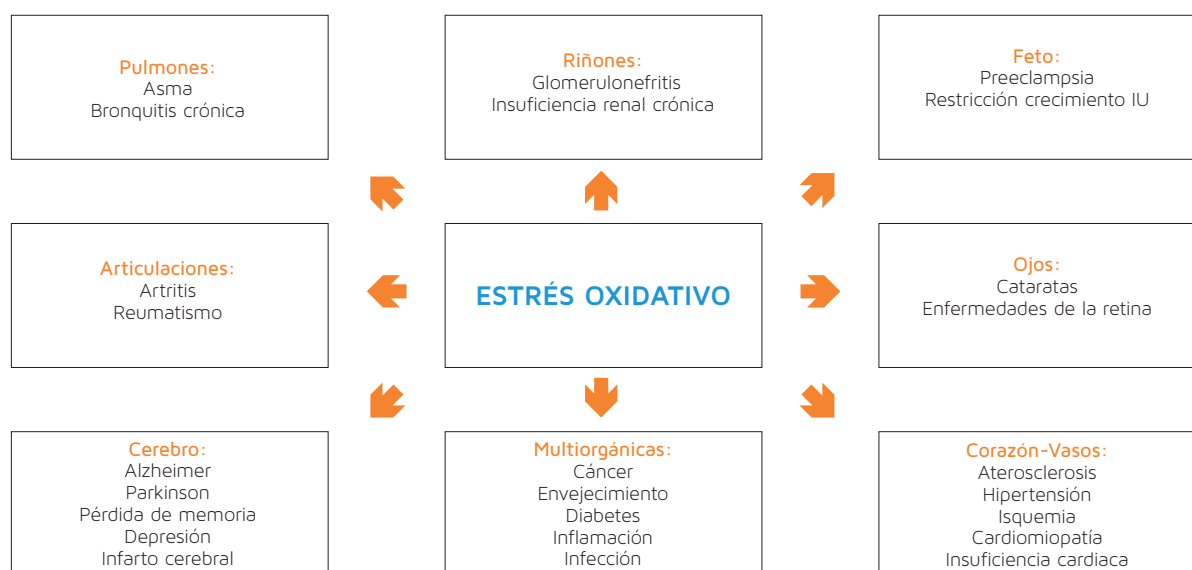 Pulmones:
Asma
Bronquitis crónica
Riñones:
Glomerulonefritis
Insuficiencia renal crónica
Feto:
Preeclampsia
Restricción crecimiento IU
Articulaciones:
Artritis
Reumatismo
ESTRÉS OXIDATIVO
Ojos:
Cataratas
Enfermedades de la retina
Cerebro:
Alzheimer
Parkinson
Pérdida de memoria
Depresión
Infarto cerebral
Multiorgánicas:
Cáncer
Envejecimiento
Diabetes
Inflamación
Infección
Corazón-Vasos:
Aterosclerosis
Hipertensión
Isquemia
Cardiomiopatía
Insuficiencia cardiaca